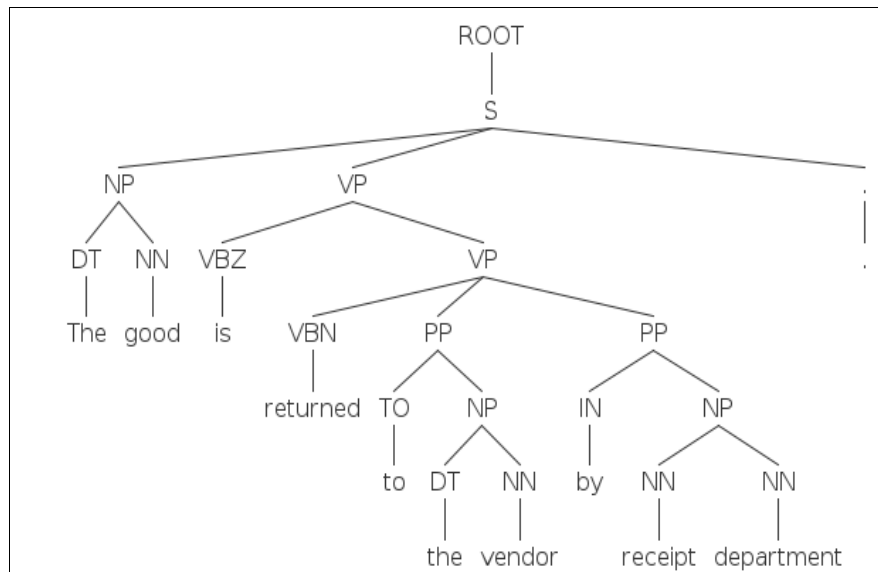 ROOT
S
NP VP .
DT NN VBZ VP .
The good is VBN PP PP
returned TO NP IN NP
to DT NN by NN NN
the vendor receipt department